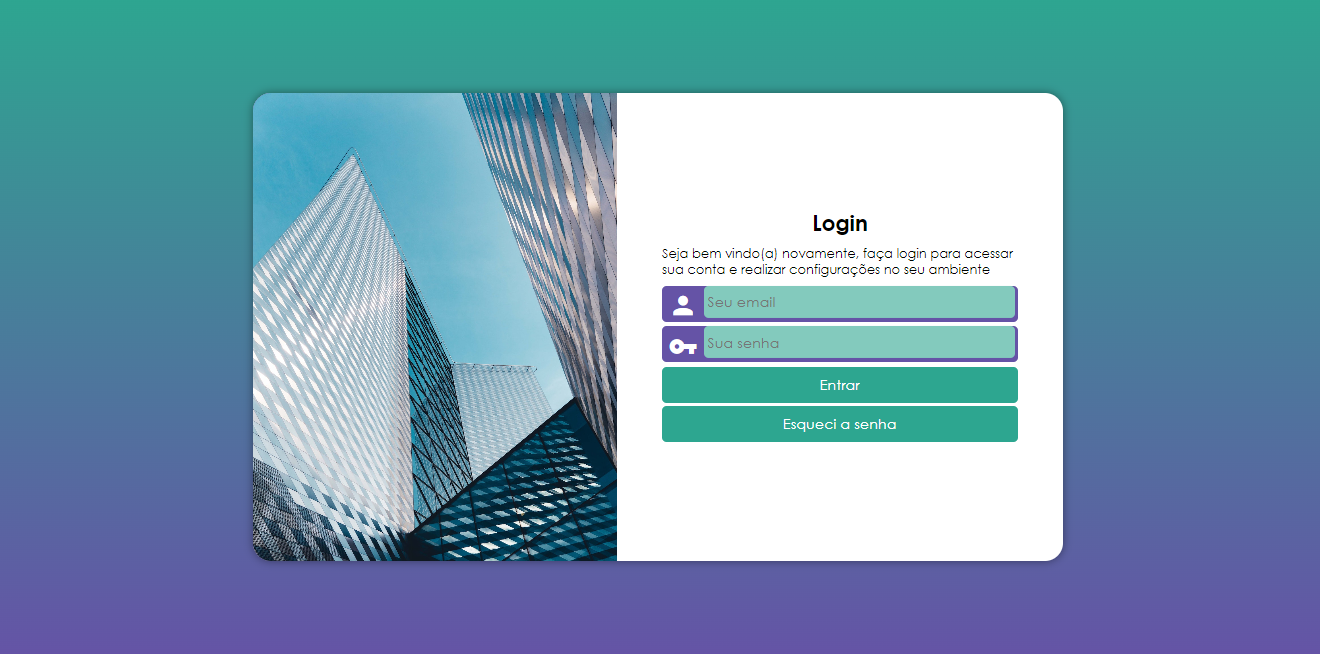 Login
Seja bem vindo(a) novamente, faça login para acessar
sua conta e realizar configurações no seu ambiente
Seu email
Sua senha
Entrar
Esqueci a senha